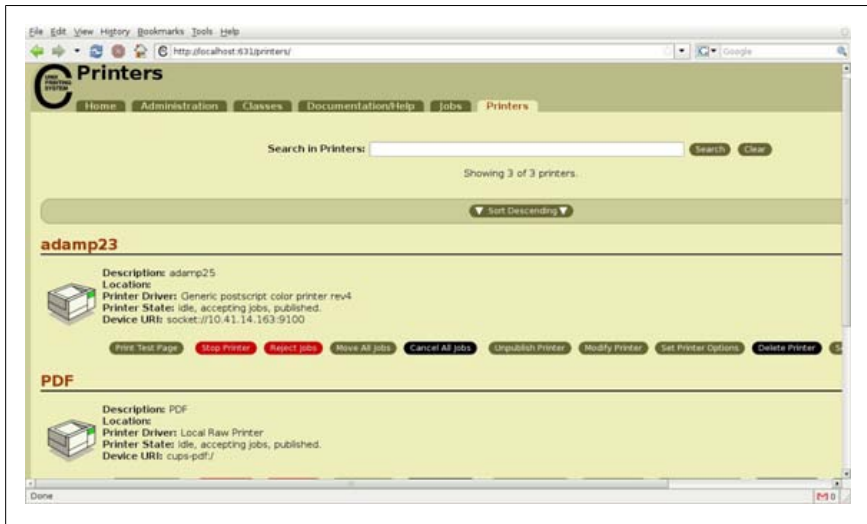 File Edit View History Bookmarks Tools Help
http://localhost:631/printers/
Google
UNIX
PRINTING
SYSTEM
Printers
Home Administration Classes Documentation/Help Jobs Printers
Search in Printers: Search Clear
Showing 3 of 3 printers.
▼ Sort Descending ▼
adamp23
Description: adamp25
Location:
Printer Driver: Generic postscript color printer rev4
Printer State: idle, accepting jobs, published.
Device URI: socket://10.41.14.163:9100
Print Test Page Stop Printer Reject Jobs Move All Jobs Cancel All Jobs Unpublish Printer Modify Printer Set Printer Options Delete Printer
PDF
Description: PDF
Location:
Printer Driver: Local Raw Printer
Printer State: idle, accepting jobs, published.
Device URI: cups-pdf:/
Done 0